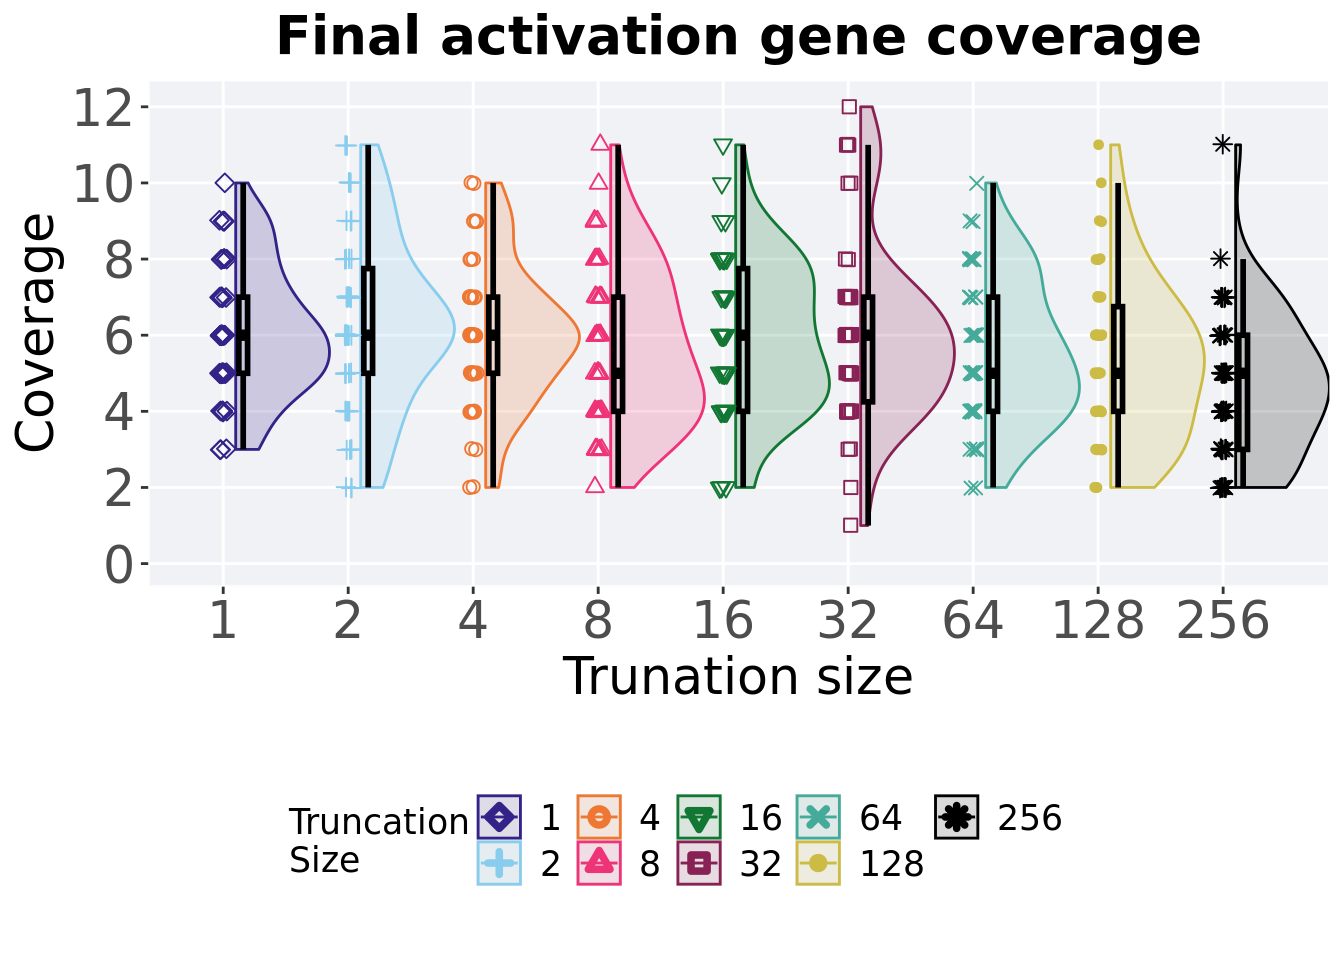 Final activation gene coverage
Coverage
12
10
8
6
4
2
0
1 2 4 8 16 32 64 128 256
Trunation size
Truncation
Size
1 4 16 64 256
2 8 32 128